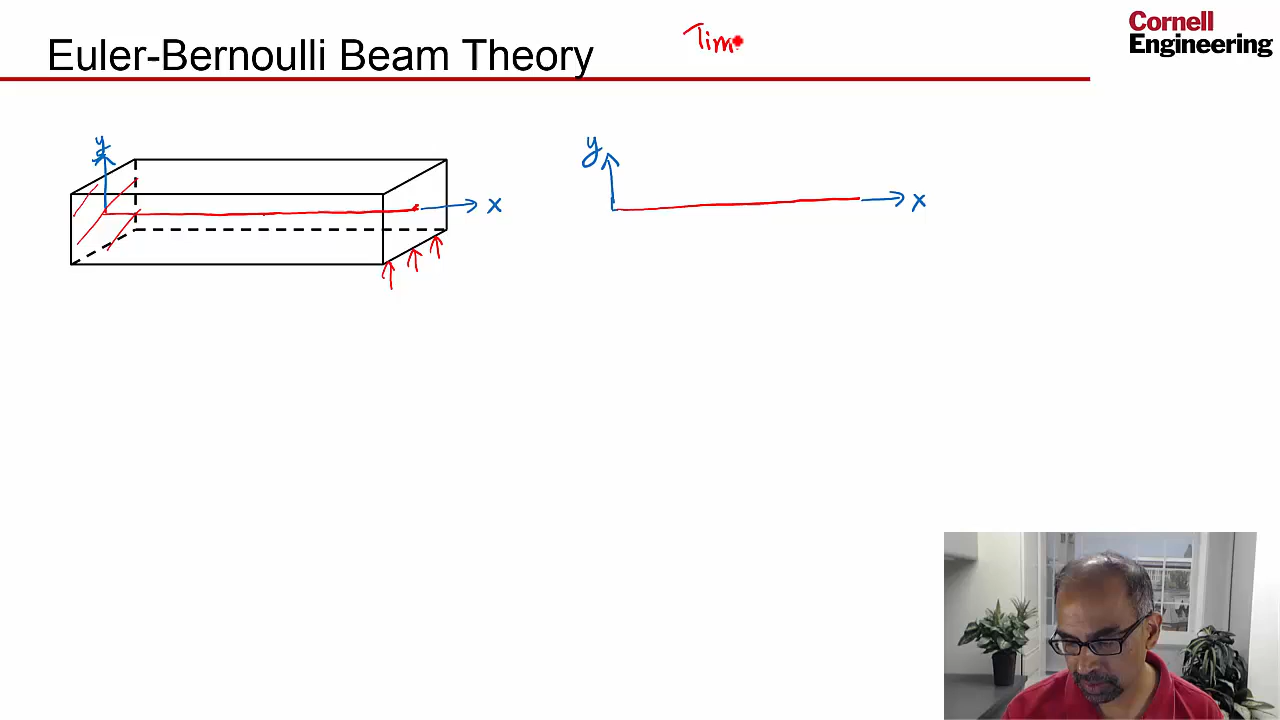 Euler-Bernoulli Beam Theory
Tim
Cornell
Engineering
y
x
y
x